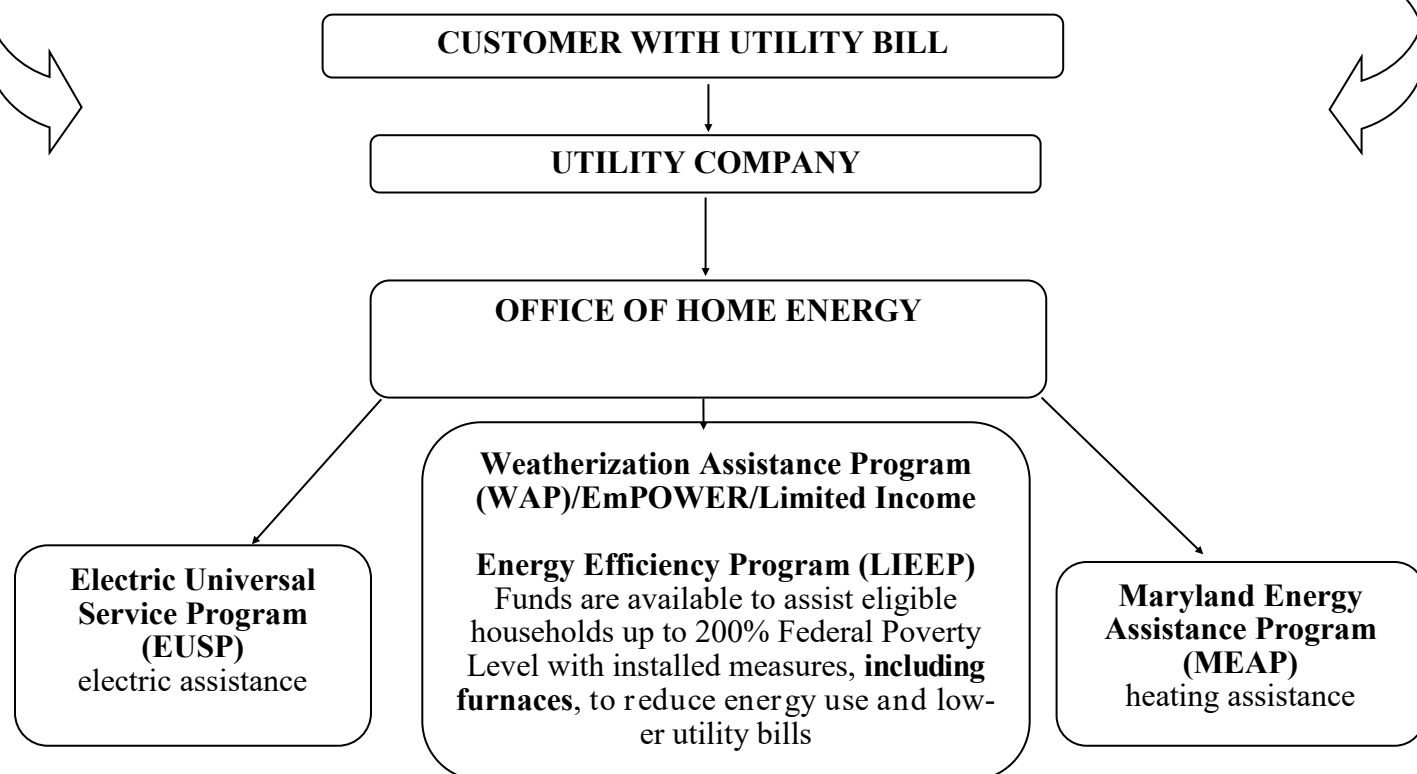 CUSTOMER WITH UTILITY BILL
UTILITY COMPANY
OFFICE OF HOME ENERGY
Electric Universal
Service Program
(EUSP)
electric assistance
Weatherization Assistance Program
(WAP)/EmPOWER/Limited Income
Energy Efficiency Program (LIEEP)
Funds are available to assist eligible
households up to 200% Federal Poverty
Level with installed measures, including
furnaces, to reduce energy use and low-
er utility bills
Maryland Energy
Assistance Program
(MEAP)
heating assistance